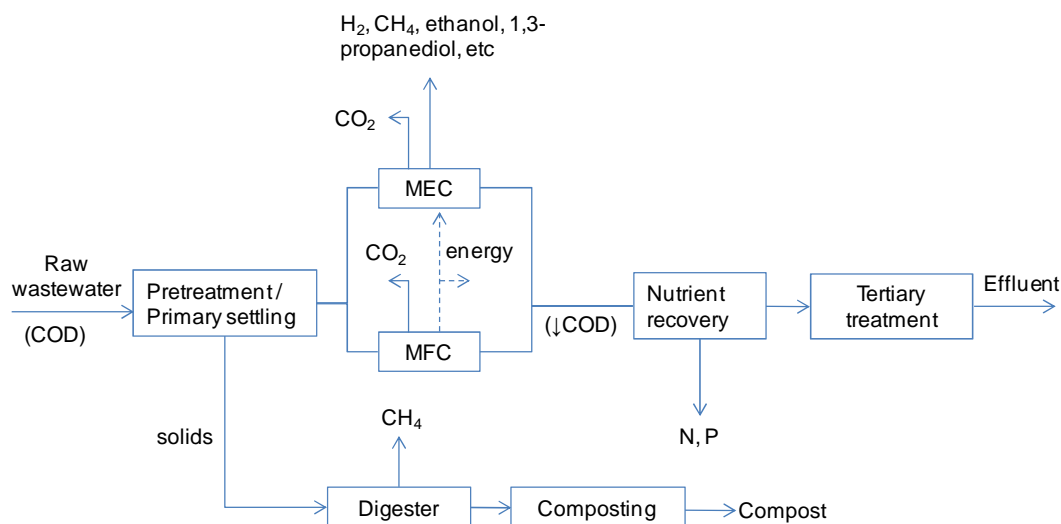 H2, CH4, ethanol, 1,3-
propanediol, etc
CO2
MEC
CO2
energy
Raw
wastewater
(COD)
Pretreatment /
Primary settling
MFC
(↓COD)
Nutrient
recovery
Tertiary
treatment
Effluent
solids
CH4
N, P
Digester
Composting
Compost